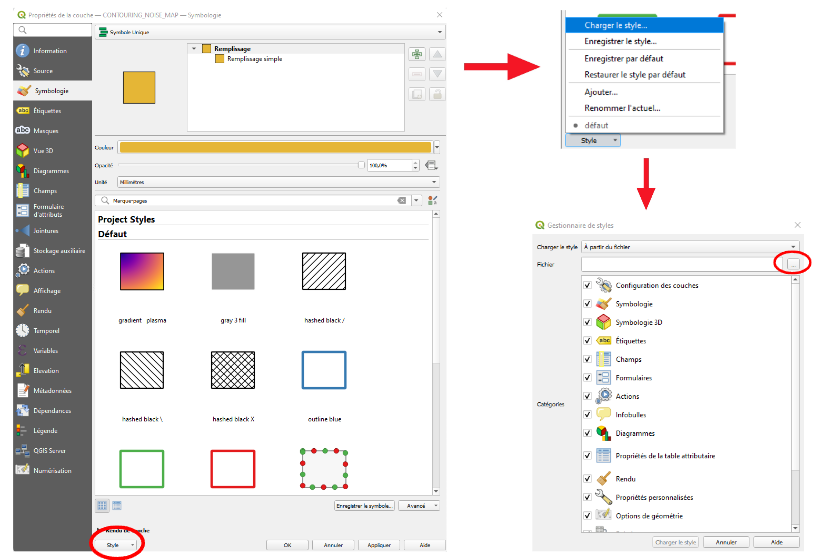 Propriétés de la couche — CONTOURING_NOISE_MAP — Symbologie
Information
Source
Symbologie
Étiquettes
Masques
Vue 3D
Diagrammes
Champs
Formulaire
d'attributs
Jointures
Stockage auxiliaire
Actions
Affichage
Rendu
Temporel
Variables
Elevation
Métadonnées
Dépendances
Légende
QGIS Server
Numérisation
Symbole Unique
Remplissage
Remplissage simple
Couleur
Opacité
100,0%
Unité
Millimètres
Marque-pages
Project Styles
Défaut
gradient plasma
gray 3 fill
hashed black /
hashed black \
hashed black X
outline blue
Enregistrer le symbole...
Avancé
Rendu de couche
Style
OK
Annuler
Appliquer
Aide
Charger le style...
Enregistrer le style...
Enregistrer par défaut
Restaurer le style par défaut
Ajouter...
Renommer l'actuel...
défaut
Style
Gestionnaire de styles
Charger le style
À partir du fichier
Fichier
...
Catégories
Configuration des couches
Symbologie
Symbologie 3D
Étiquettes
Champs
Formulaires
Actions
Infobulles
Diagrammes
Propriétés de la table attributaire
Rendu
Propriétés personnalisées
Options de géométrie
Charger le style
Annuler
Aide